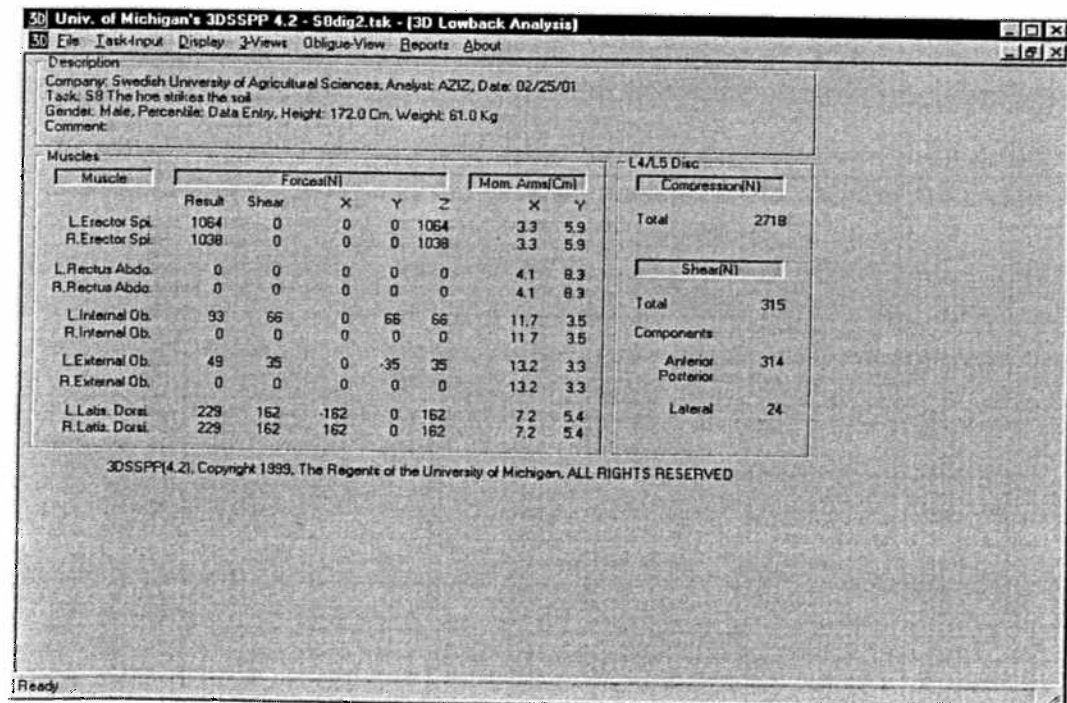 3D Univ. of Michigan's 3DSSPP 4.2 - S8dig2.tsk - [3D Lowback Analysis]
3D File Task-Input Display 3-Views Oblique-View Reports About
Description
Company: Swedish University of Agricultural Sciences, Analyst: AZIZ, Date: 02/25/01
Task: S8 The hoe strikes the soil
Gender: Male, Percentile: Data Entry, Height: 172.0 Cm, Weight: 61.0 Kg
Comment:
Muscles
Muscle Forces(N) Mom. Arms(Cm)
Result Shear X Y Z X Y
L.Erector Spi. 1064 0 0 0 1064 3.3 5.9
R.Erector Spi. 1038 0 0 0 1038 3.3 5.9
L.Rectus Abdo. 0 0 0 0 0 4.1 8.3
R.Rectus Abdo. 0 0 0 0 0 4.1 8.3
L.Internal Ob. 93 66 0 66 66 11.7 3.5
R.Internal Ob. 0 0 0 0 0 11.7 3.5
L.External Ob. 49 35 0 -35 35 13.2 3.3
R.External Ob. 0 0 0 0 0 13.2 3.3
L.Latis. Dorsi. 229 162 -162 0 162 7.2 5.4
R.Latis. Dorsi. 229 162 162 0 162 7.2 5.4
L4/L5 Disc
Compression(N)
Total 2718
Shear(N)
Total 315
Components
Anterior 314
Posterior
Lateral 24
3DSSPP(4.2), Copyright 1999, The Regents of the University of Michigan, ALL RIGHTS RESERVED
Ready